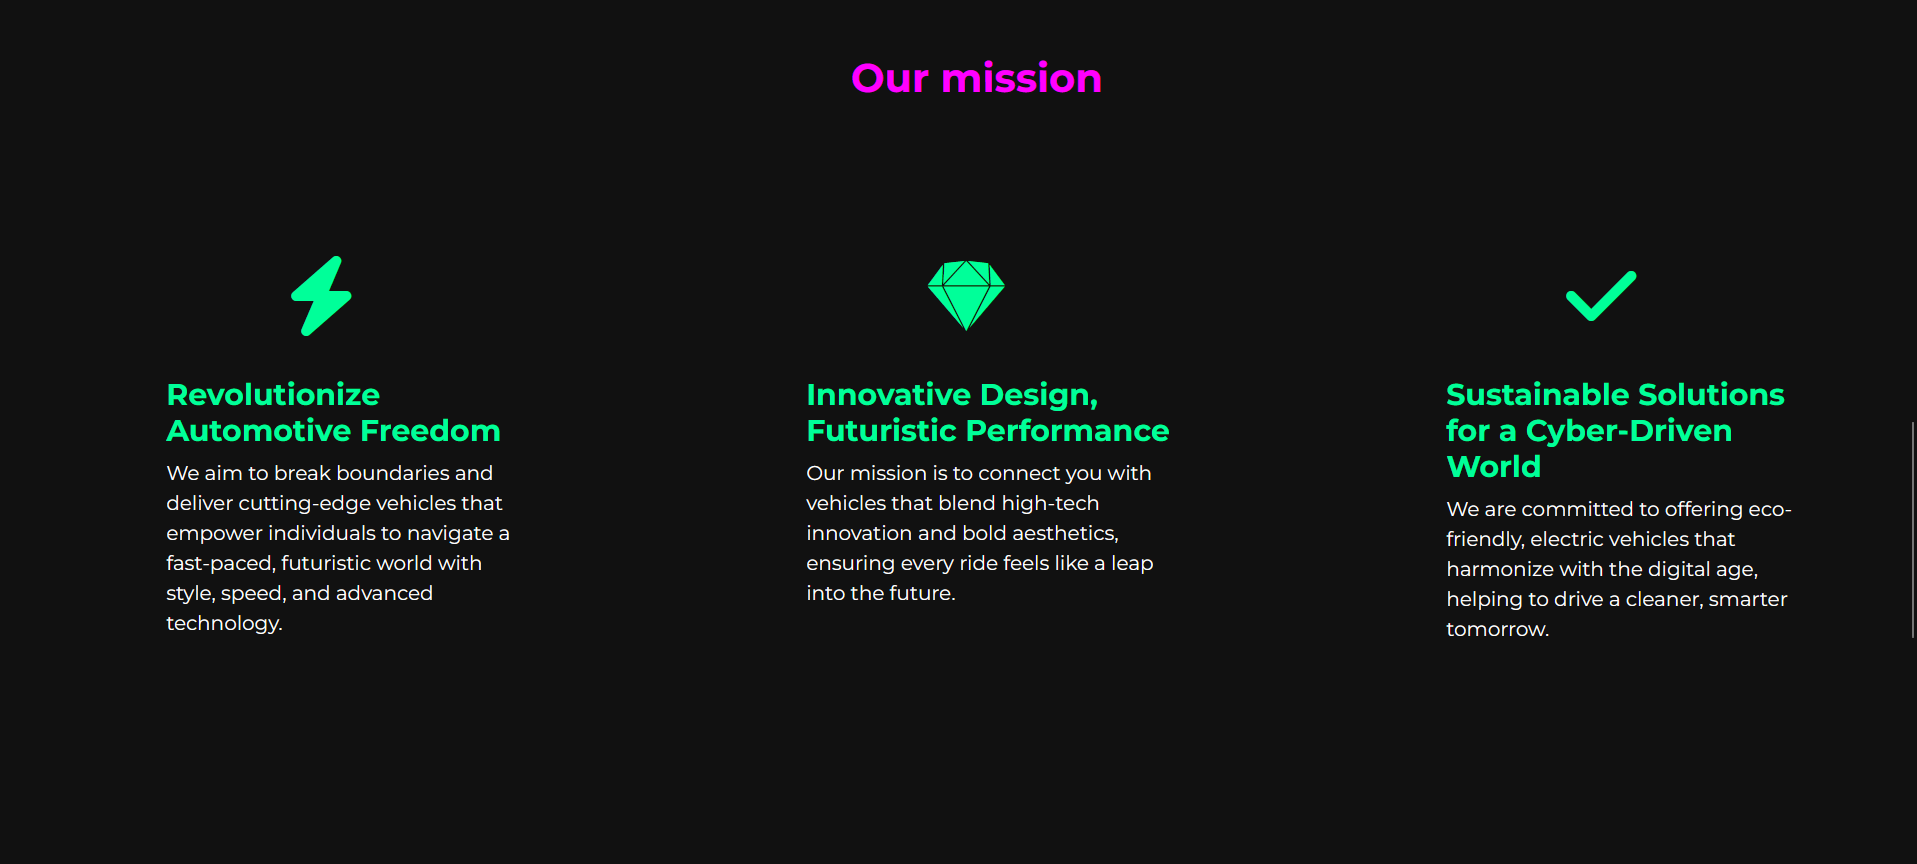 Our mission
Revolutionize
Automotive Freedom
We aim to break boundaries and
deliver cutting-edge vehicles that
empower individuals to navigate a
fast-paced, futuristic world with
style, speed, and advanced
technology.
Innovative Design,
Futuristic Performance
Our mission is to connect you with
vehicles that blend high-tech
innovation and bold aesthetics,
ensuring every ride feels like a leap
into the future.
Sustainable Solutions
for a Cyber-Driven
World
We are committed to offering eco-
friendly, electric vehicles that
harmonize with the digital age,
helping to drive a cleaner, smarter
tomorrow.